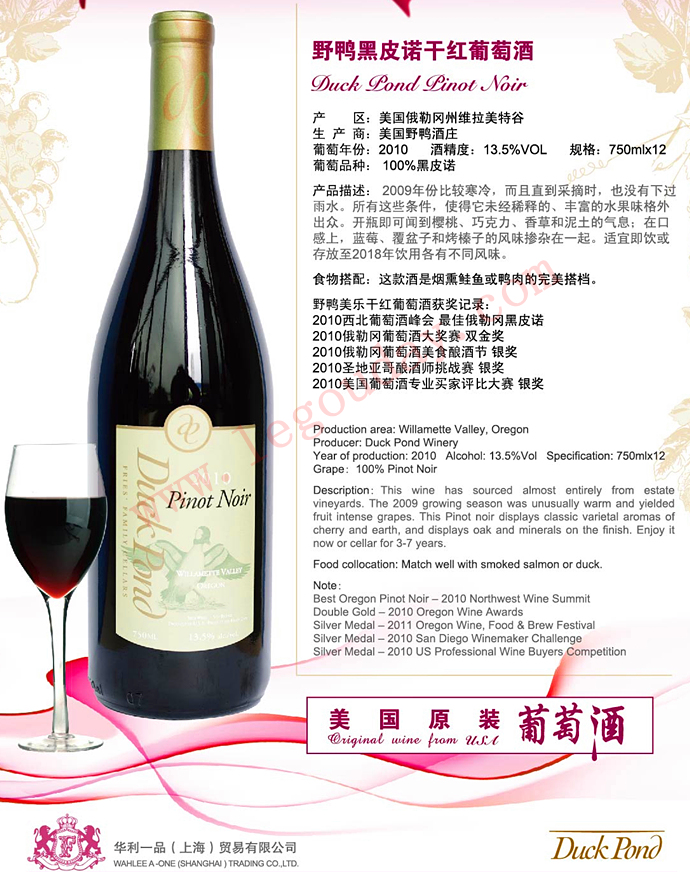 野鸭黑皮诺干红葡萄酒
Duck Pond Pinot Noir
产 区：美国俄勒冈州维拉美特谷
生 产 商：美国野鸭酒庄
葡萄年份：2010 酒精度：13.5%VOL 规格：750mlx12
葡萄品种： 100%黑皮诺
产品描述： 2009年份比较寒冷，而且直到采摘时，也没有下过
雨水。所有这些条件，使得它未经稀释的、丰富的水果味格外
出众。开瓶即可闻到樱桃、巧克力、香草和泥土的气息；在口
感上，蓝莓、覆盆子和烤榛子的风味掺杂在一起。适宜即饮或
存放至2018年饮用各有不同风味。
食物搭配：这款酒是烟熏鲑鱼或鸭肉的完美搭档。
野鸭美乐干红葡萄酒获奖记录：
2010西北葡萄酒峰会 最佳俄勒冈黑皮诺
2010俄勒冈葡萄酒大奖赛 双金奖
2010俄勒冈葡萄酒美食酿酒节 银奖
2010圣地亚哥酿酒师挑战赛 银奖
2010美国葡萄酒专业买家评比大赛 银奖
Production area: Willamette Valley, Oregon
Producer: Duck Pond Winery
Year of production: 2010 Alcohol: 13.5%Vol Specification: 750mlx12
Grape: 100% Pinot Noir
Description: This wine has sourced almost entirely from estate
vineyards. The 2009 growing season was unusually warm and yielded
fruit intense grapes. This Pinot noir displays classic varietal aromas of
cherry and earth, and displays oak and minerals on the finish. Enjoy it
now or cellar for 3-7 years.
Food collocation: Match well with smoked salmon or duck.
Note:
Best Oregon Pinot Noir – 2010 Northwest Wine Summit
Double Gold – 2010 Oregon Wine Awards
Silver Medal – 2011 Oregon Wine, Food & Brew Festival
Silver Medal – 2010 San Diego Winemaker Challenge
Silver Medal – 2010 US Professional Wine Buyers Competition
Duck Pond
FRIES' FAMILY CELLARS
Pinot Noir
WILLAMETTE VALLEY
OREGON
750ML 13.5%
美国原装 葡萄酒
Original wine from USA
F
华利一品（上海）贸易有限公司
WAHLEE A -ONE (SHANGHAI ) TRADING CO.,LTD.
Duck Pond